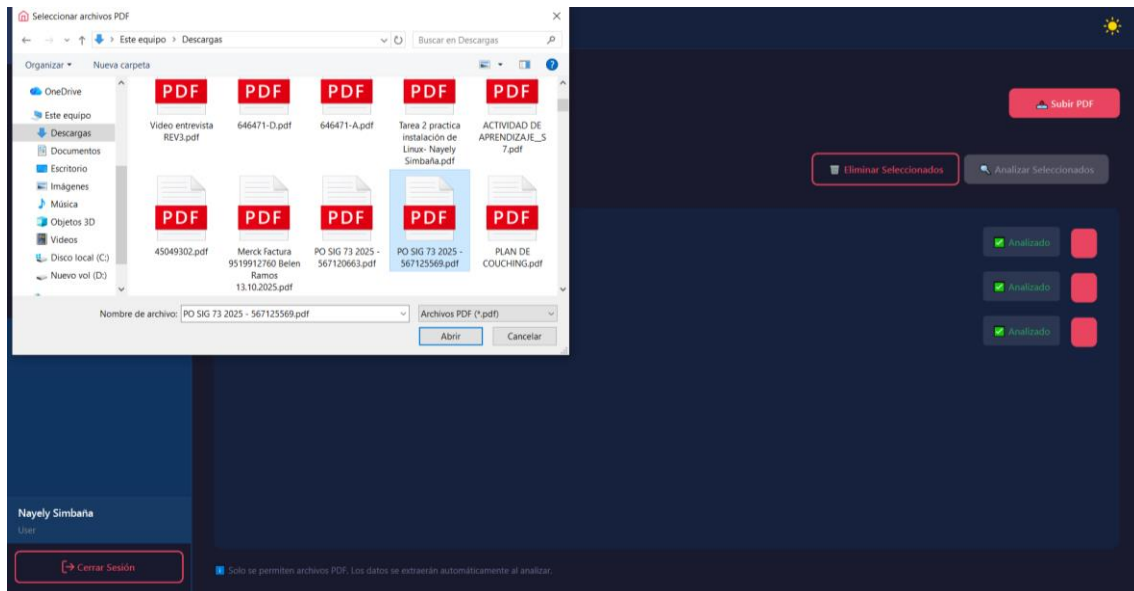 Seleccionar archivos PDF
Este equipo > Descargas
Buscar en Descargas
Organizar
Nueva carpeta
OneDrive
Este equipo
Descargas
Documentos
Escritorio
Imágenes
Música
Objetos 3D
Videos
Disco local (C:)
Nuevo vol (D:)
PDF
PDF
PDF
PDF
PDF
Video entrevista
REV3.pdf
646471-D.pdf
646471-A.pdf
Tarea 2 practica
instalación de
Linux- Nayely
Simbaña.pdf
ACTIVIDAD DE
APRENDIZAJE_S
7.pdf
PDF
PDF
PDF
PDF
PDF
45049302.pdf
Merck Factura
9519912760 Belen
Ramos
13.10.2025.pdf
PO SIG 73 2025 -
567120663.pdf
PO SIG 73 2025 -
567125569.pdf
PLAN DE
COUCHING.pdf
Nombre de archivo: PO SIG 73 2025 - 567125569.pdf
Archivos PDF (*.pdf)
Abrir
Cancelar
Subir PDF
Eliminar Seleccionados
Analizar Seleccionados
Analizado
Analizado
Analizado
Nayely Simbaña
User
Cerrar Sesión
Solo se permiten archivos PDF. Los datos se extraerán automáticamente al analizar.